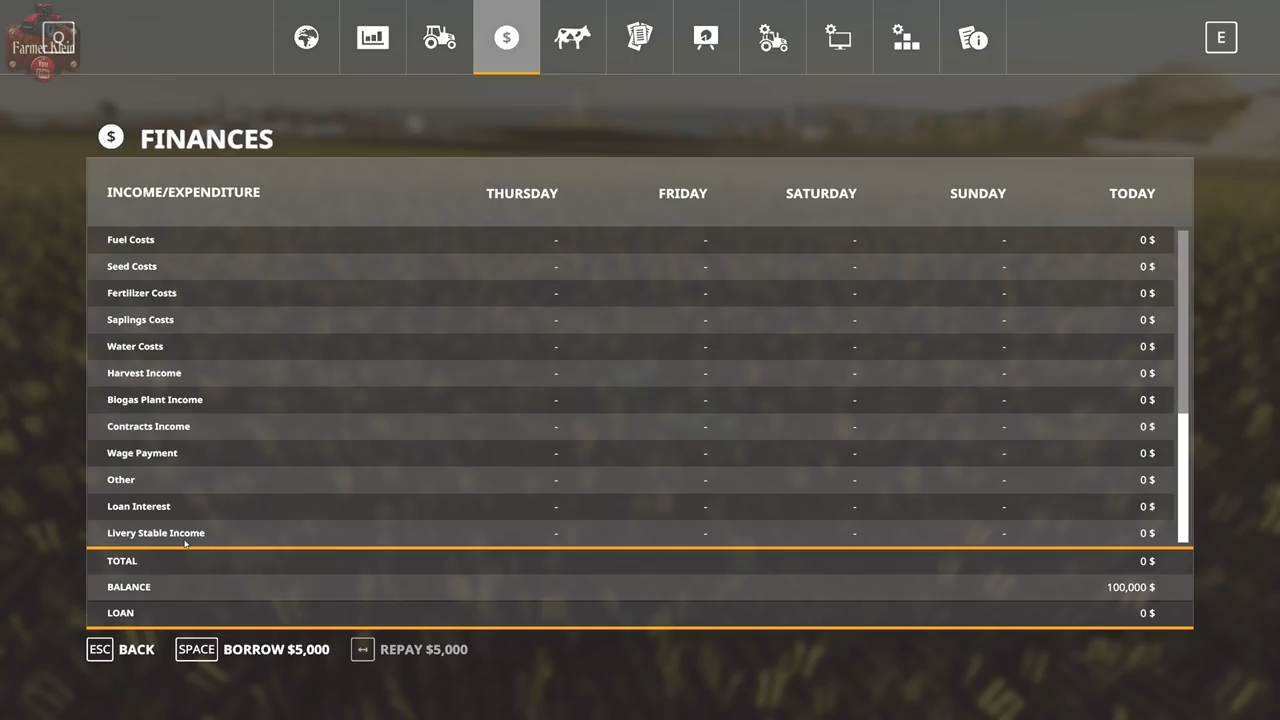 Q
Farmer Klein
E
$ FINANCES
INCOME/EXPENDITURE THURSDAY FRIDAY SATURDAY SUNDAY TODAY
Fuel Costs - - - - 0 $
Seed Costs - - - - 0 $
Fertilizer Costs - - - - 0 $
Saplings Costs - - - - 0 $
Water Costs - - - - 0 $
Harvest Income - - - - 0 $
Biogas Plant Income - - - - 0 $
Contracts Income - - - - 0 $
Wage Payment - - - - 0 $
Other - - - - 0 $
Loan Interest - - - - 0 $
Livery Stable Income - - - - 0 $
TOTAL 0 $
BALANCE 100,000 $
LOAN 0 $
ESC BACK SPACE BORROW $5,000 ↔ REPAY $5,000